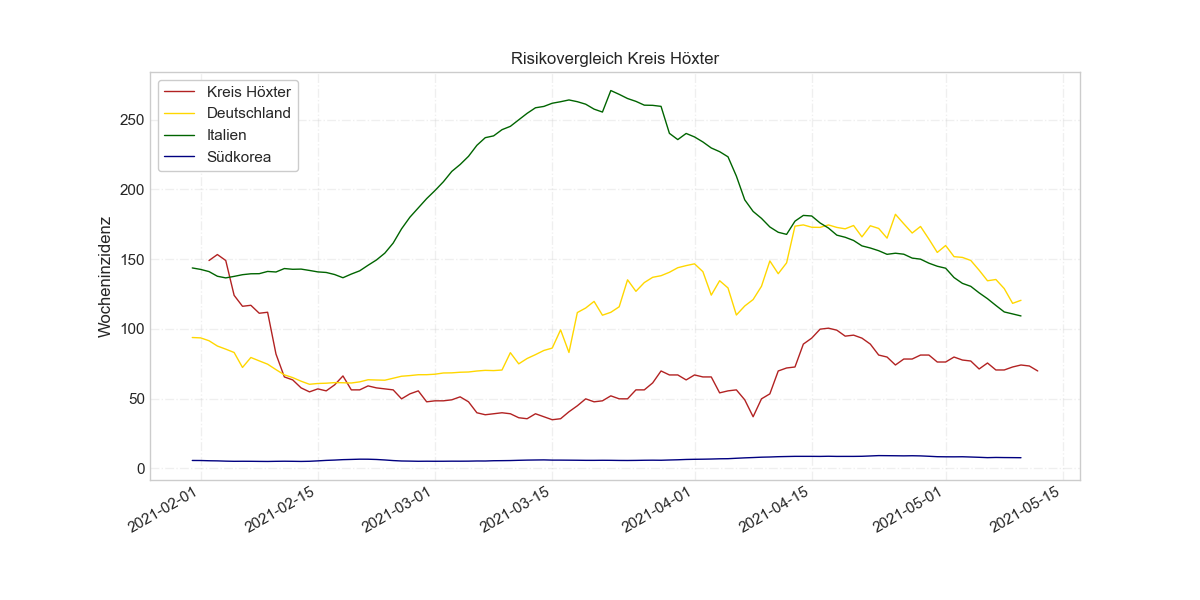 Risikovergleich Kreis Höxter
Kreis Höxter
Deutschland
Italien
Südkorea
Wocheninzidenz
250
200
150
100
50
0
2021-02-01
2021-02-15
2021-03-01
2021-03-15
2021-04-01
2021-04-15
2021-05-01
2021-05-15